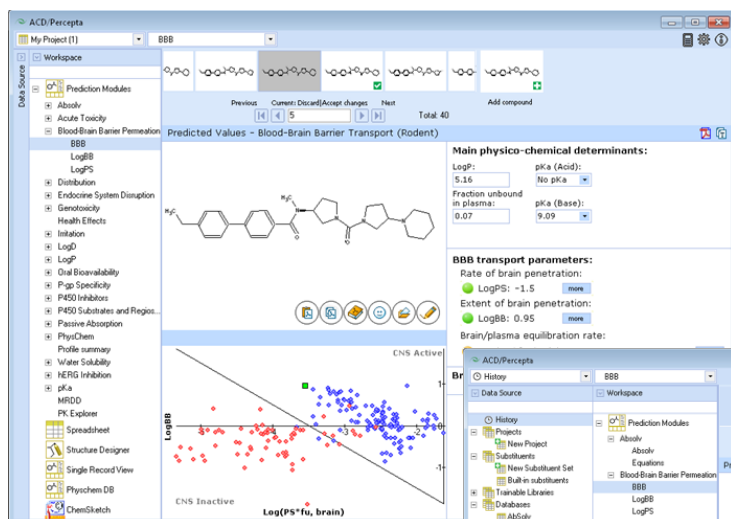 ACD/Percepta
My Project (1)
BBB
Data Source
Workspace
Prediction Modules
Absolv
Acute Toxicity
Blood-Brain Barrier Permeation
BBB
LogBB
LogPS
Distribution
Endocrine System Disruption
Genotoxicity
Health Effects
Irritation
LogD
LogP
Oral Bioavailability
P-gp Specificity
P450 Inhibitors
P450 Substrates and Regios...
Passive Absorption
PhysChem
Profile summary
Water Solubility
hERG Inhibition
pKa
MRDD
PK Explorer
Spreadsheet
Structure Designer
Single Record View
Physchem DB
ChemSketch
Previous Current: Discard|Accept changes Next
Add compound
5
Total: 40
Predicted Values - Blood-Brain Barrier Transport (Rodent)
H₃C
H₃C
N
O
N
O
N
N
Main physico-chemical determinants:
LogP: pKa (Acid):
5.16 No pKa
Fraction unbound
in plasma: pKa (Base):
0.07 9.09
BBB transport parameters:
Rate of brain penetration:
LogPS: -1.5 more
Extent of brain penetration:
LogBB: 0.95 more
Brain/plasma equilibration rate:
CNS Active
LogBB
1
-4 -3 -2
-1
CNS Inactive
Log(PS*fu, brain)
ACD/Percepta
History
BBB
Data Source
Workspace
History
Projects
New Project
Substituents
New Substituent Set
Built-in substituents
Trainable Libraries
Databases
AbSolv
Prediction Modules
Absolv
Absolv
Equations
Blood-Brain Barrier Permeation
BBB
LogBB
LogPS